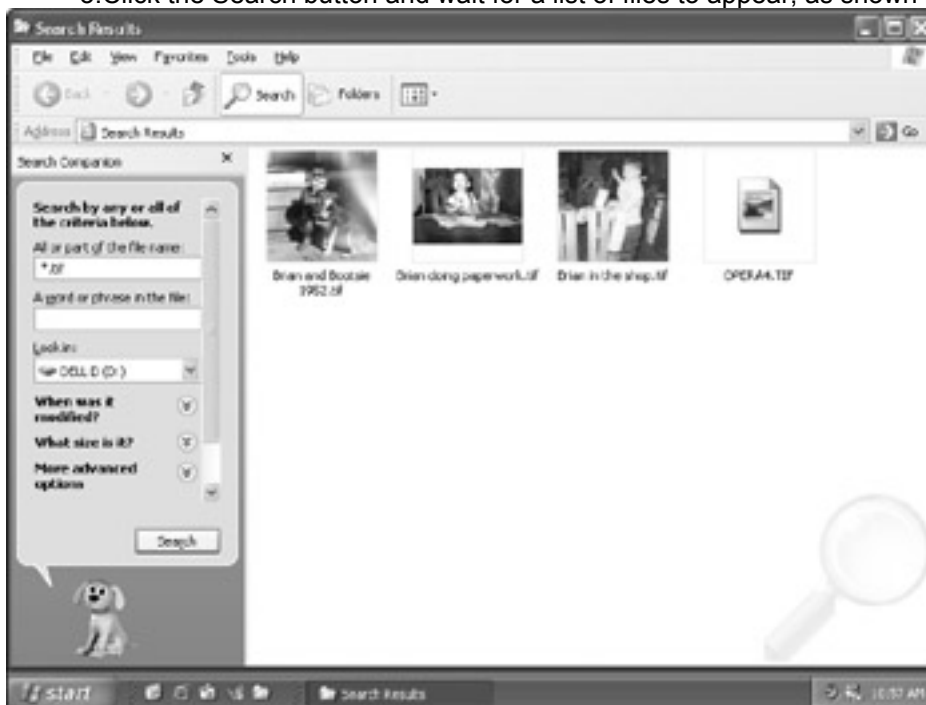 Click the Search button and wait for a list of files to appear, as shown
Search Results
File Edit View Favorites Tools Help
Back Search Folders
Address Search Results Go
Search Companion
Search by any or all of
the criteria below.
All or part of the file name:
*.tif
A word or phrase in the file:
Look in:
DELL D (D:)
When was it
modified?
What size is it?
More advanced
options
Search
Brian and Bootsie
1982.tif
Brian doing paperwork.tif
Brian in the shop.tif
OPERA4.TIF
start
Search Results
10:57 AM